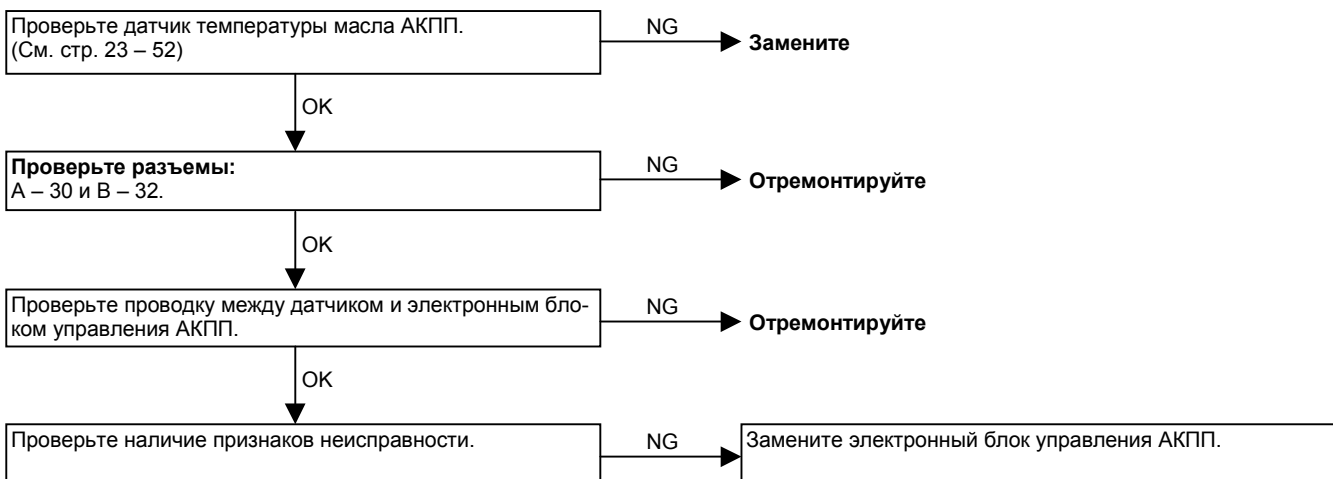 Проверьте датчик температуры масла АКПП.
(См. стр. 23 – 52)
NG
Замените
OK
Проверьте разъемы:
A – 30 и B – 32.
NG
Отремонтируйте
OK
Проверьте проводку между датчиком и электронным бло-
ком управления АКПП.
NG
Отремонтируйте
OK
Проверьте наличие признаков неисправности.
NG
Замените электронный блок управления АКПП.